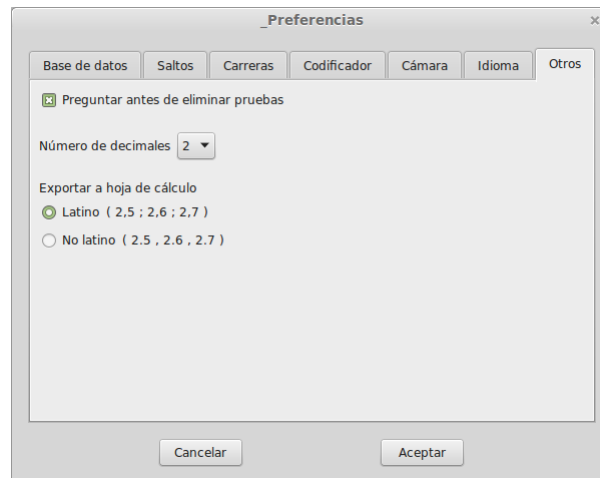 _Preferencias
Base de datos Saltos Carreras Codificador Cámara Idioma Otros
Preguntar antes de eliminar pruebas
Número de decimales 2
Exportar a hoja de cálculo
Latino ( 2,5 ; 2,6 ; 2,7 )
No latino ( 2.5 , 2.6 , 2.7 )
Cancelar Aceptar